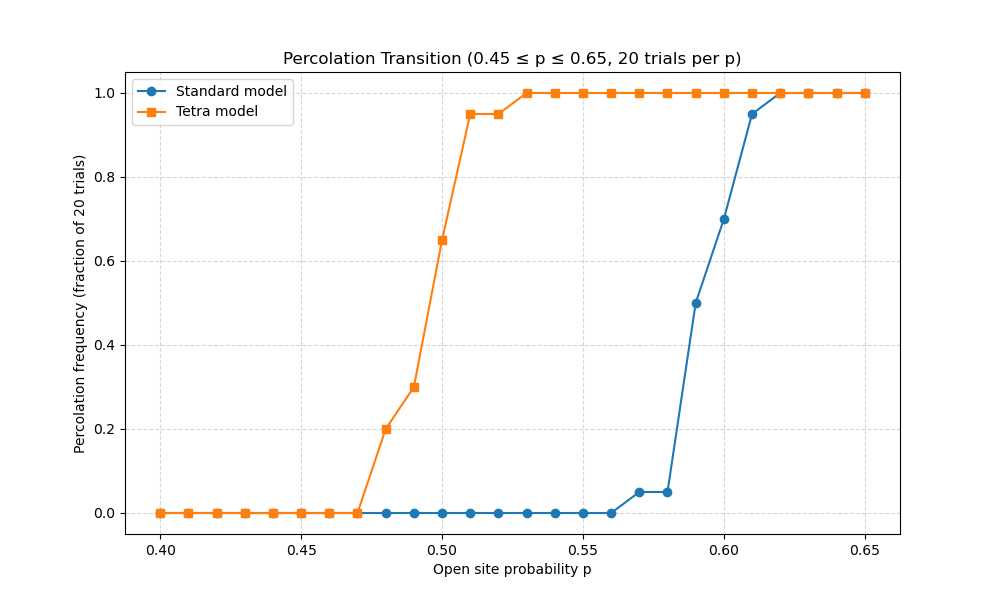 Percolation Transition (0.45 ≤ p ≤ 0.65, 20 trials per p)
Standard model
Tetra model
Percolation frequency (fraction of 20 trials)
1.0
0.8
0.6
0.4
0.2
0.0
0.40 0.45 0.50 0.55 0.60 0.65
Open site probability p